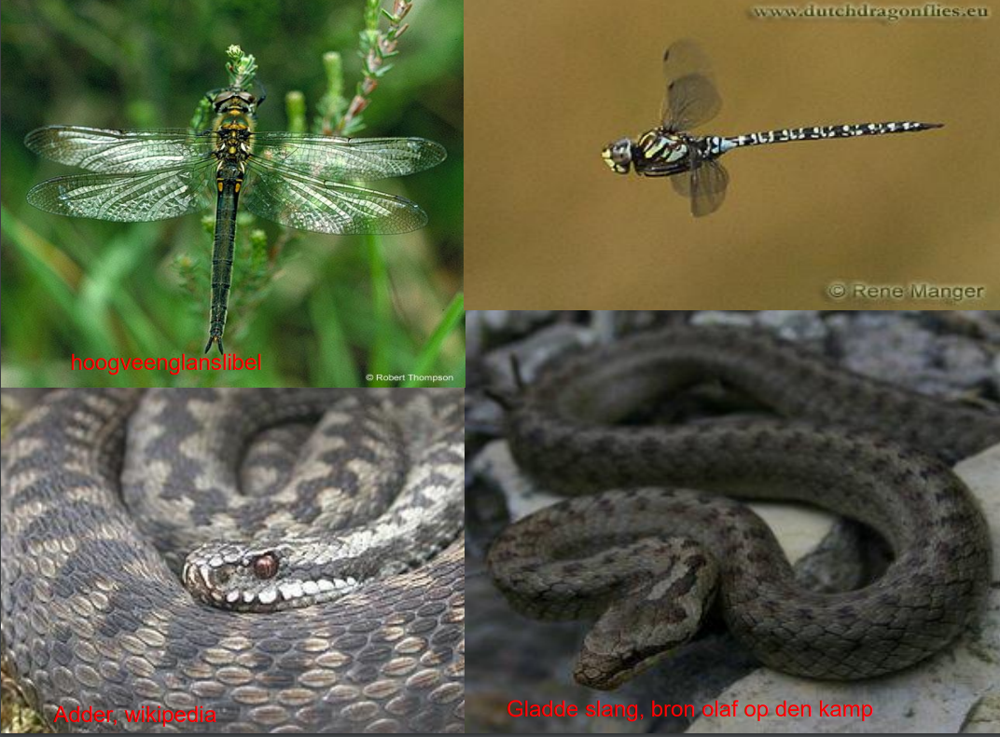 www.dutchdragonflies.eu
© Rene Manger
hoogveenglanslibel
© Robert Thompson
Adder, wikipedia
Gladde slang, bron olaf op den kamp